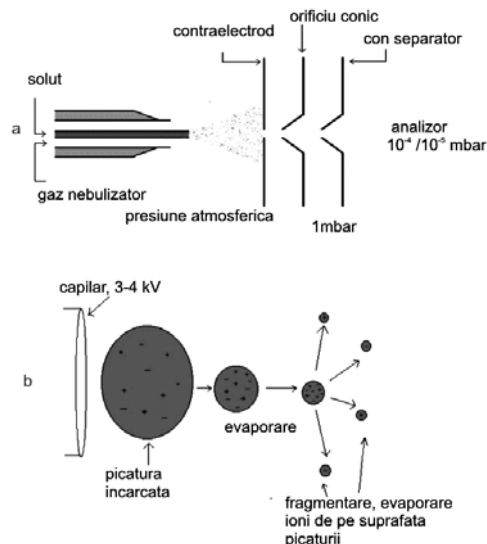 orificiu conic
contraelectrod
con separator
solut
a
analizor
10⁻⁴ /10⁻⁵ mbar
gaz nebulizator
presiune atmosferica
1mbar
capilar, 3-4 kV
b
evaporare
picatura
incarcata
fragmentare, evaporare
ioni de pe suprafata
picaturii